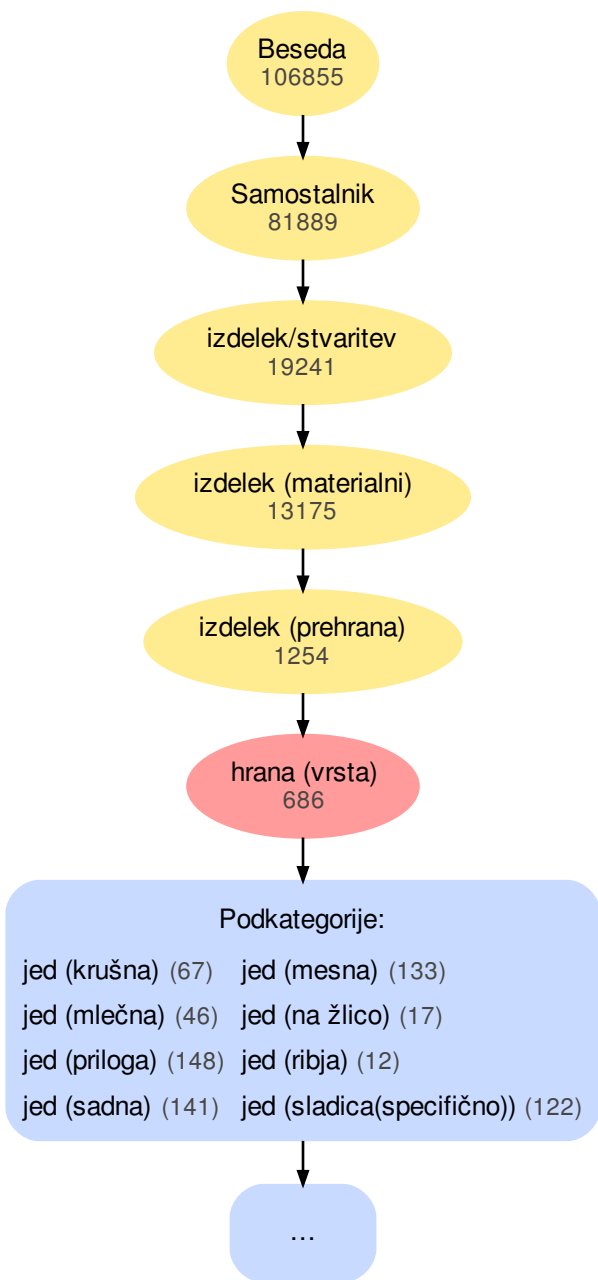 Beseda
106855
Samostalnik
81889
izdelek/stvaritev
19241
izdelek (materialni)
13175
izdelek (prehrana)
1254
hrana (vrsta)
686
Podkategorije:
jed (krušna) (67) jed (mesna) (133)
jed (mlečna) (46) jed (na žlico) (17)
jed (priloga) (148) jed (ribja) (12)
jed (sadna) (141) jed (sladica(specifično)) (122)
...